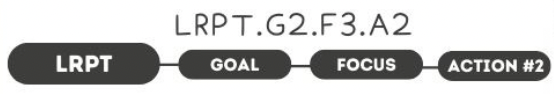 LRPT.G2.F3.A2
LRPT GOAL FOCUS ACTION #2